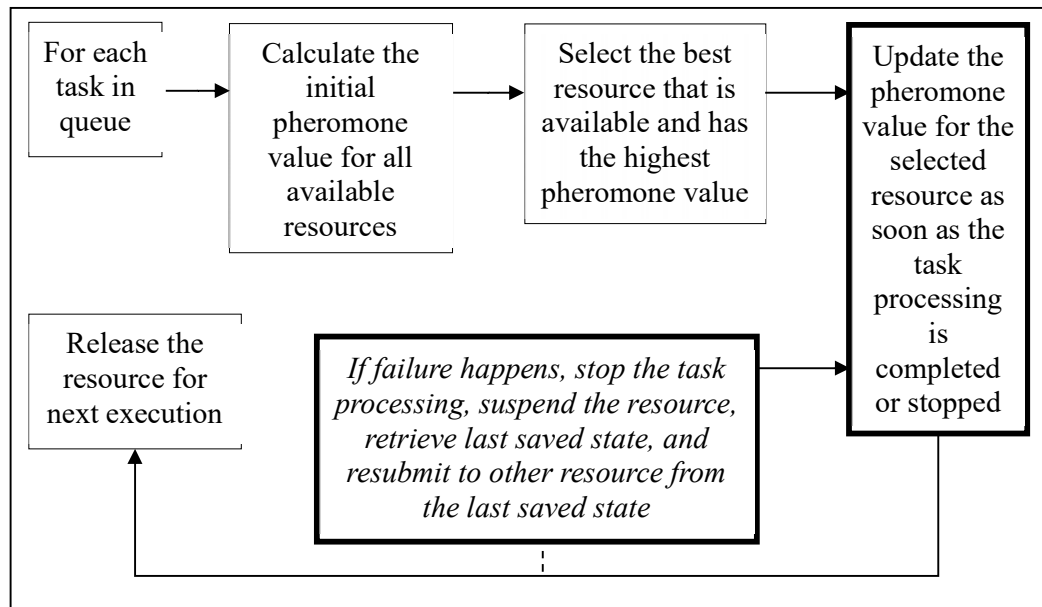 For each
task in
queue
Calculate the
initial
pheromone
value for all
available
resources
Select the best
resource that is
available and has
the highest
pheromone value
Update the
pheromone
value for the
selected
resource as
soon as the
task
processing
is
completed
or stopped
Release the
resource for
next execution
If failure happens, stop the task
processing, suspend the resource,
retrieve last saved state, and
resubmit to other resource from
the last saved state